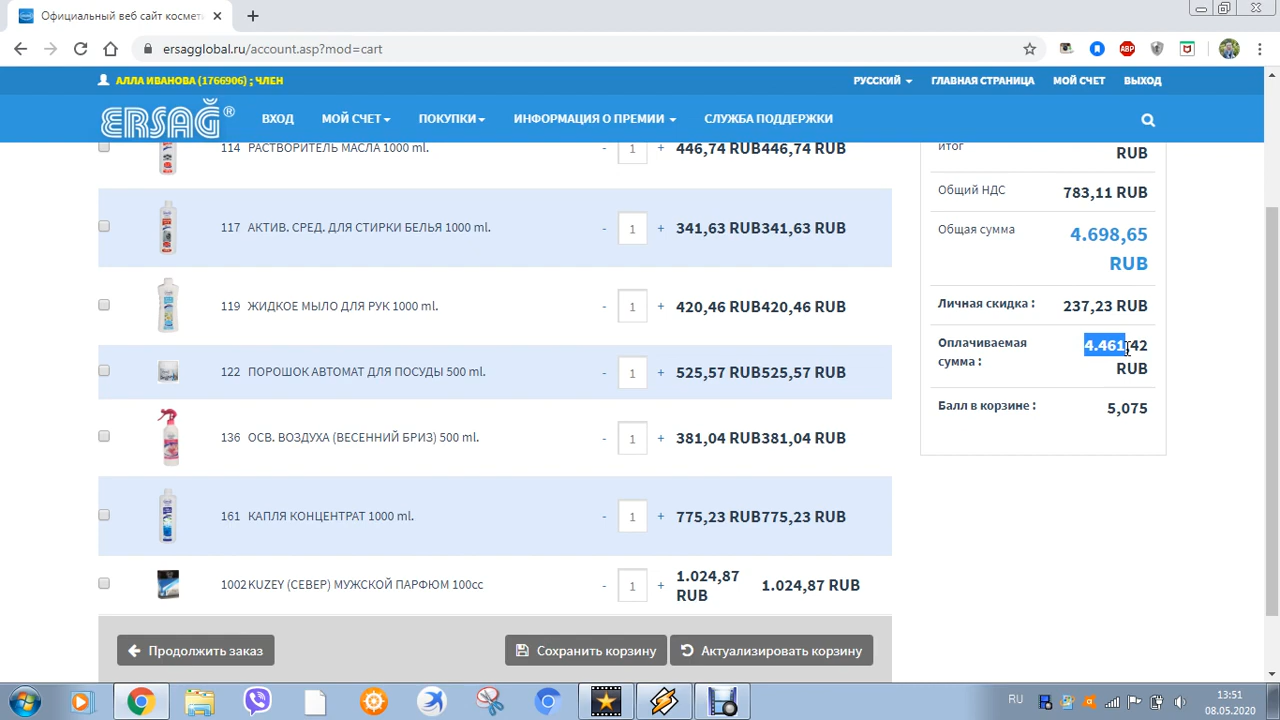 Официальный веб сайт космети
ersagglobal.ru/account.asp?mod=cart
ABP
АЛЛА ИВАНОВА (1766906) ; ЧЛЕН
РУССКИЙ
ГЛАВНАЯ СТРАНИЦА
МОЙ СЧЕТ
ВЫХОД
ERSAĞ®
ВХОД
МОЙ СЧЕТ
ПОКУПКИ
ИНФОРМАЦИЯ О ПРЕМИИ
СЛУЖБА ПОДДЕРЖКИ
114 РАСТВОРИТЕЛЬ МАСЛА 1000 ml. - 1 + 446,74 RUB446,74 RUB
117 АКТИВ. СРЕД. ДЛЯ СТИРКИ БЕЛЬЯ 1000 ml. - 1 + 341,63 RUB341,63 RUB
119 ЖИДКОЕ МЫЛО ДЛЯ РУК 1000 ml. - 1 + 420,46 RUB420,46 RUB
122 ПОРОШОК АВТОМАТ ДЛЯ ПОСУДЫ 500 ml. - 1 + 525,57 RUB525,57 RUB
136 ОСВ. ВОЗДУХА (ВЕСЕННИЙ БРИЗ) 500 ml. - 1 + 381,04 RUB381,04 RUB
161 КАПЛЯ КОНЦЕНТРАТ 1000 ml. - 1 + 775,23 RUB775,23 RUB
1002KUZEY (СЕВЕР) МУЖСКОЙ ПАРФЮМ 100cc - 1 + 1.024,87 RUB 1.024,87 RUB
итог RUB
Общий НДС 783,11 RUB
Общая сумма 4.698,65
RUB
Личная скидка : 237,23 RUB
Оплачиваемая 4.461,42
сумма : RUB
Балл в корзине : 5,075
Продолжить заказ
Сохранить корзину
Актуализировать корзину
RU
13:51
08.05.2020